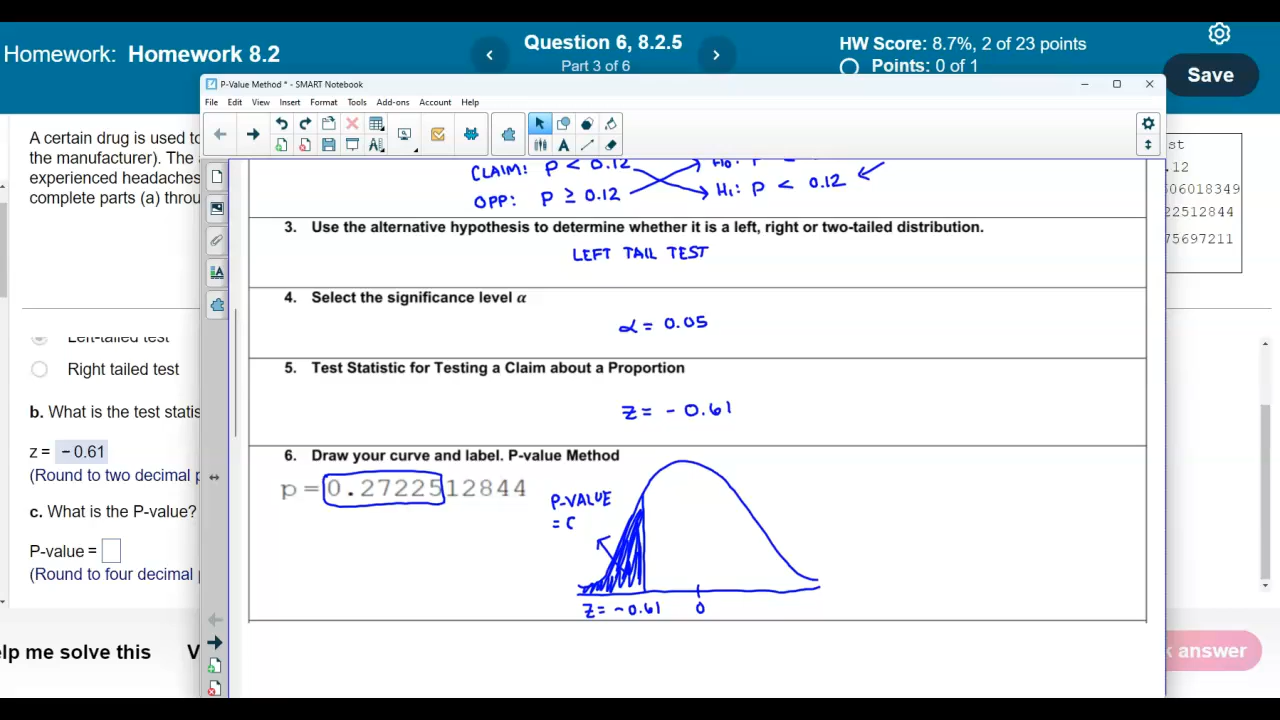 Homework: Homework 8.2
Question 6, 8.2.5
Part 3 of 6
HW Score: 8.7%, 2 of 23 points
Points: 0 of 1
Save
P-Value Method * - SMART Notebook
File Edit View Insert Format Tools Add-ons Account Help
A certain drug is used to
the manufacturer). The
experienced headaches
complete parts (a) throu
st
.12
606018349
22512844
75697211
CLAIM: P < 0.12
OPP: P ≥ 0.12
H1: P < 0.12
3. Use the alternative hypothesis to determine whether it is a left, right or two-tailed distribution.
LEFT TAIL TEST
4. Select the significance level α
α = 0.05
5. Test Statistic for Testing a Claim about a Proportion
Z = - 0.61
6. Draw your curve and label. P-value Method
p = 0.2722512844
P-VALUE
= 0
Z = -0.61 0
Left-tailed test
Right tailed test
b. What is the test statis
z = -0.61
(Round to two decimal p
c. What is the P-value?
P-value =
(Round to four decimal p
elp me solve this
V
k answer